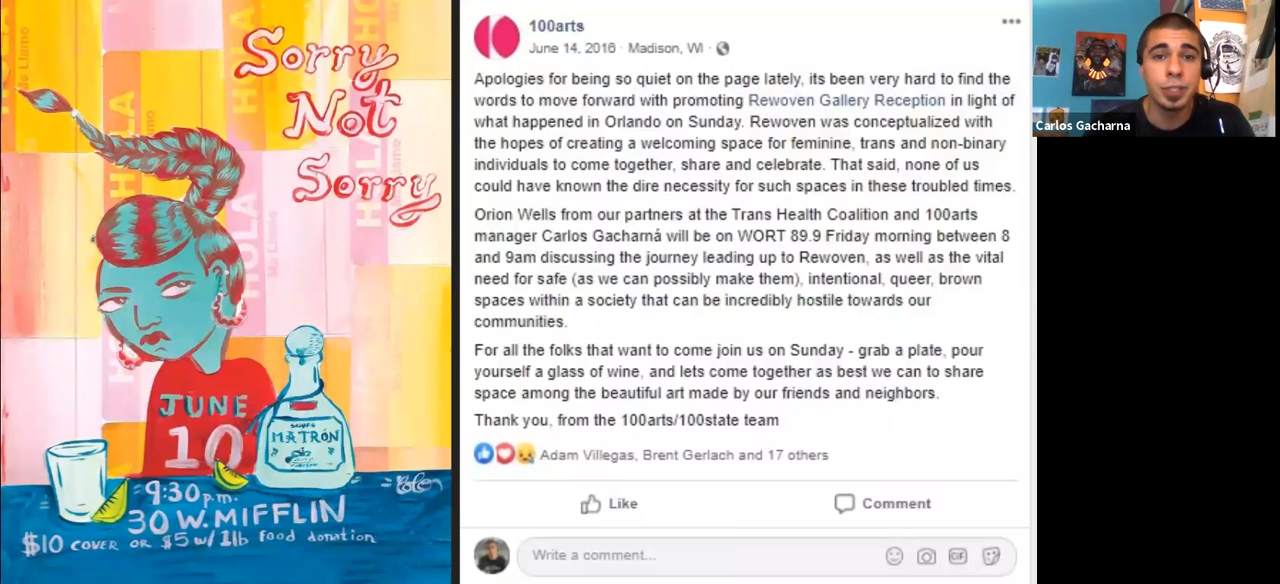 HOLA
Me Llamo
HOLA
HOLA
HOLA
Sorry
Not
Sorry
JUNE
10
MATRÓN
9:30 p.m.
30 W. MIFFLIN
$10 COVER OR $5 w/ 1lb food donation
100arts
June 14, 2016 · Madison, WI ·
Apologies for being so quiet on the page lately, its been very hard to find the
words to move forward with promoting Rewoven Gallery Reception in light of
what happened in Orlando on Sunday. Rewoven was conceptualized with
the hopes of creating a welcoming space for feminine, trans and non-binary
individuals to come together, share and celebrate. That said, none of us
could have known the dire necessity for such spaces in these troubled times.
Orion Wells from our partners at the Trans Health Coalition and 100arts
manager Carlos Gacharná will be on WORT 89.9 Friday morning between 8
and 9am discussing the journey leading up to Rewoven, as well as the vital
need for safe (as we can possibly make them), intentional, queer, brown
spaces within a society that can be incredibly hostile towards our
communities.
For all the folks that want to come join us on Sunday - grab a plate, pour
yourself a glass of wine, and lets come together as best we can to share
space among the beautiful art made by our friends and neighbors.
Thank you, from the 100arts/100state team
Adam Villegas, Brent Gerlach and 17 others
Like
Comment
Write a comment...
GIF
Carlos Gacharna